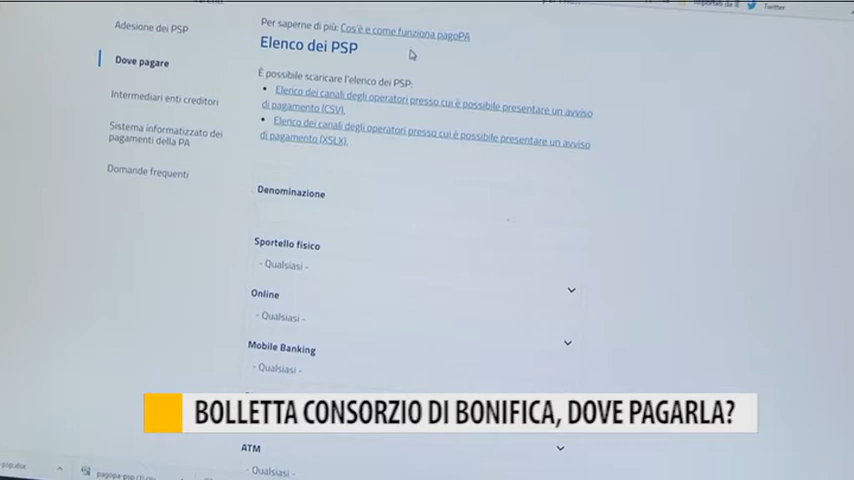 Twitter
Adesione dei PSP
Dove pagare
Intermediari enti creditori
Sistema informatizzato dei
pagamenti della PA
Domande frequenti
Per saperne di più: Cos'è e come funziona pagoPA
Elenco dei PSP
È possibile scaricare l'elenco dei PSP:
• Elenco dei canali degli operatori presso cui è possibile presentare un avviso
di pagamento (CSV).
• Elenco dei canali degli operatori presso cui è possibile presentare un avviso
di pagamento (XSLX).
Denominazione
Sportello fisico
- Qualsiasi -
Online
- Qualsiasi -
Mobile Banking
- Qualsiasi -
BOLLETTA CONSORZIO DI BONIFICA, DOVE PAGARLA?
ATM
- Qualsiasi -